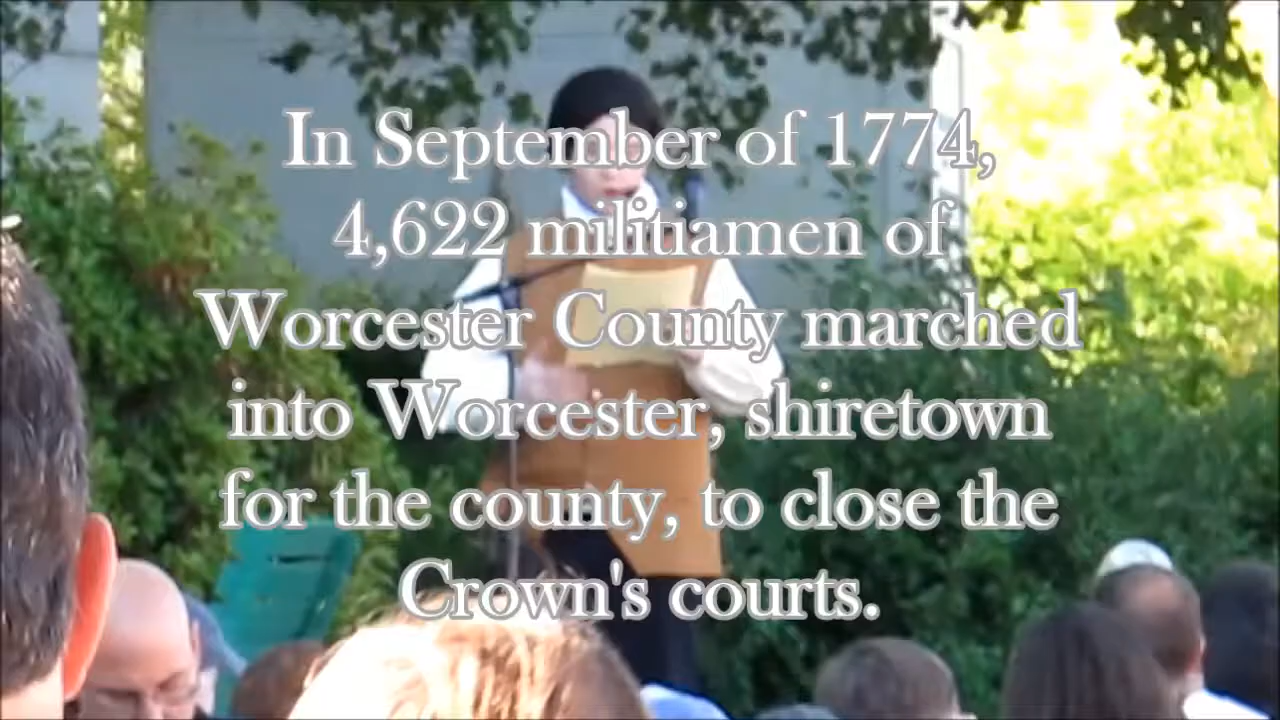 In September of 1774,
4,622 militiamen of
Worcester County marched
into Worcester, shiretown
for the county, to close the
Crown's courts.